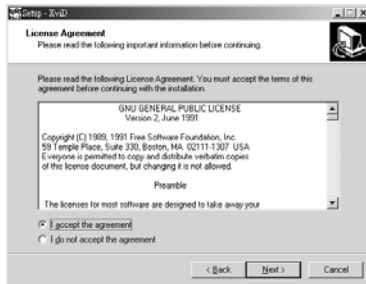 Setup - XviD
License Agreement
Please read the following important information before continuing.
Please read the following License Agreement. You must accept the terms of this
agreement before continuing with the installation.
GNU GENERAL PUBLIC LICENSE
Version 2, June 1991
Copyright (C) 1989, 1991 Free Software Foundation, Inc.
59 Temple Place, Suite 330, Boston, MA 02111-1307 USA
Everyone is permitted to copy and distribute verbatim copies
of this license document, but changing it is not allowed.
Preamble
The licenses for most software are designed to take away your
I accept the agreement
I do not accept the agreement
< Back
Next >
Cancel